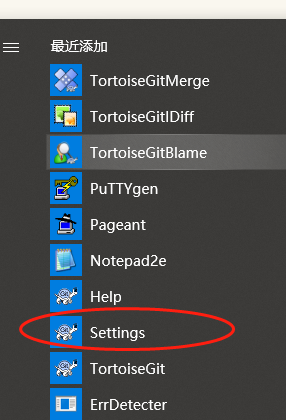 最近添加
TortoiseGitMerge
TortoiseGitIDiff
TortoiseGitBlame
PuTTYgen
Pageant
Notepad2e
Help
Settings
TortoiseGit
ErrDetecter